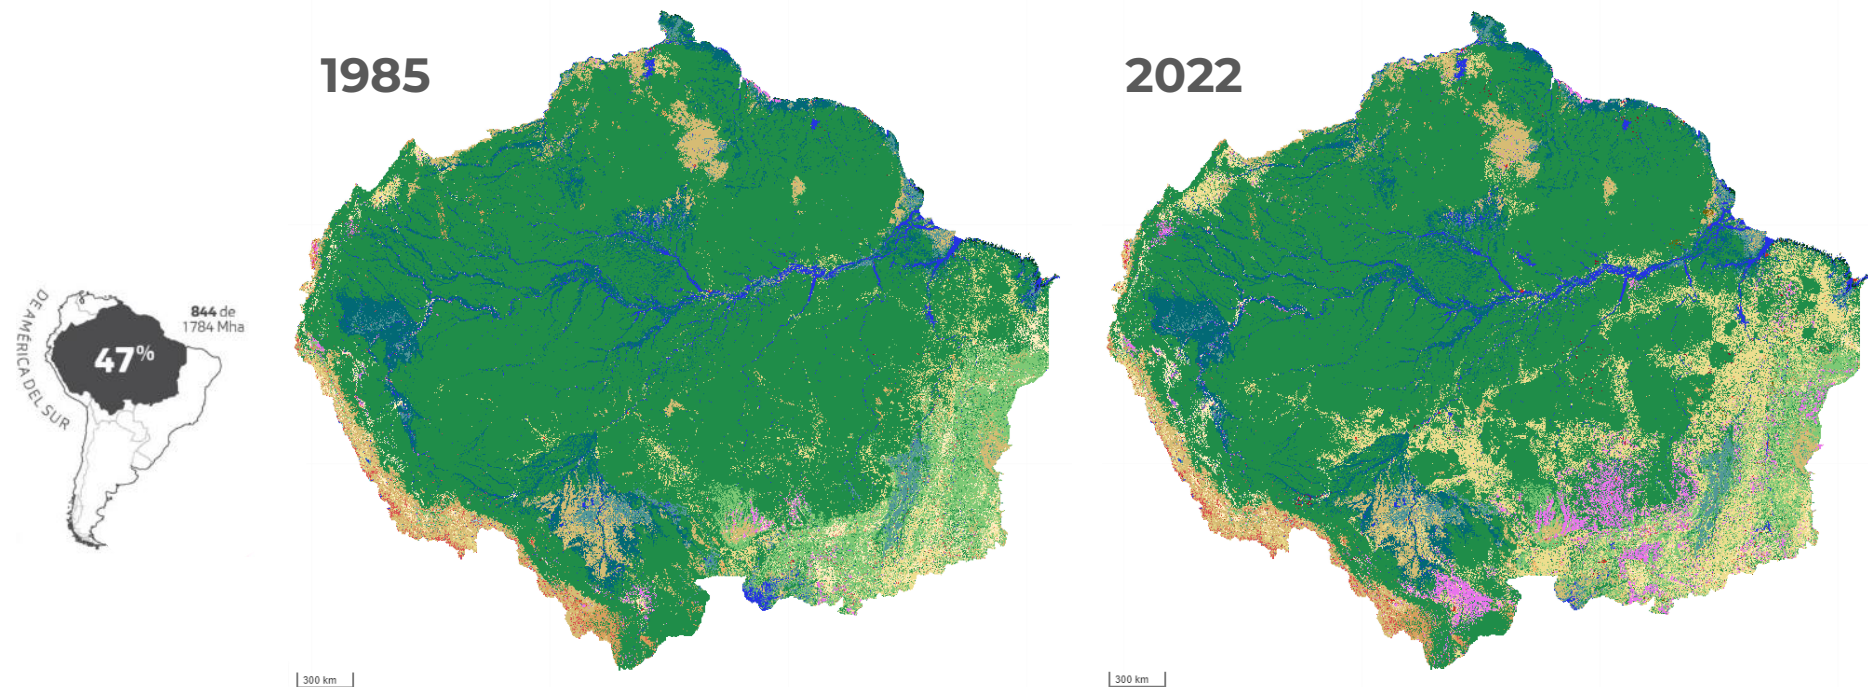 1985
2022
DE AMÉRICA DEL SUR
844 de
1784 Mha
47%
300 km
300 km